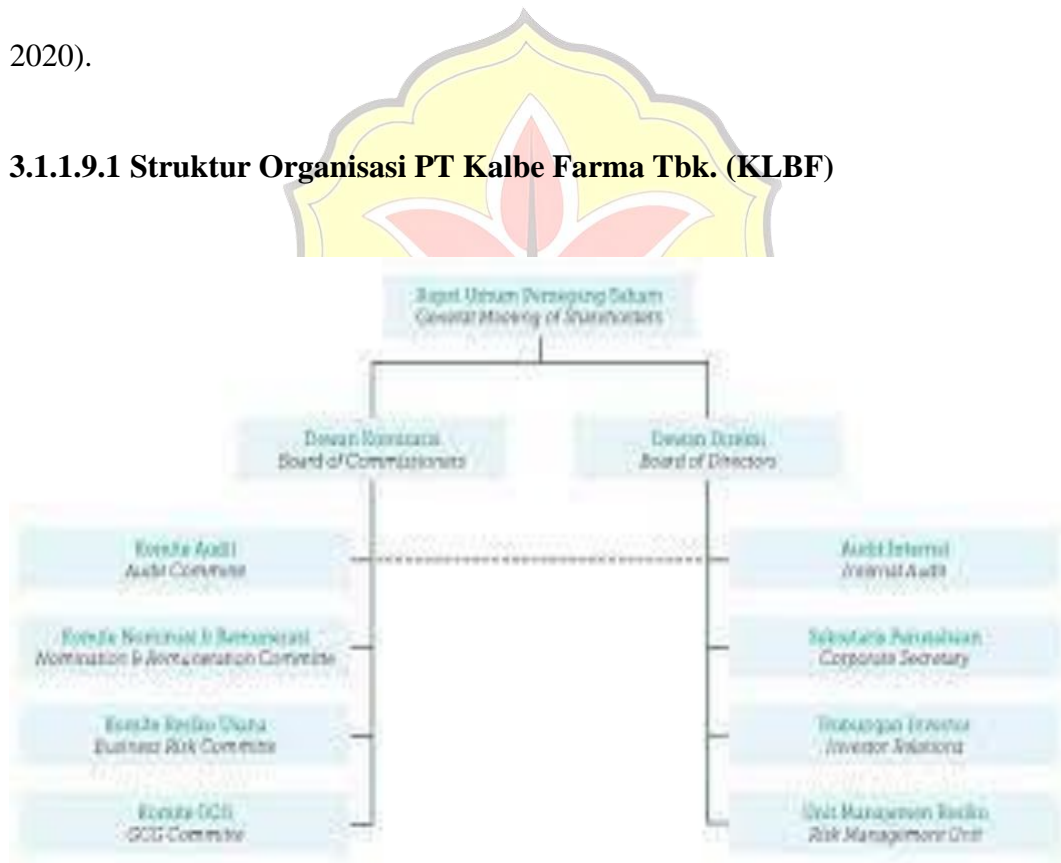 2020).
3.1.1.9.1 Struktur Organisasi PT Kalbe Farma Tbk. (KLBF)
Rapat Umum Pemegang Saham
General Meeting of Shareholders
Dewan Komisaris
Board of Commissioners
Dewan Direksi
Board of Directors
Komite Audit
Audit Committee
Audit Internal
Internal Audit
Komite Nominasi & Remunerasi
Nomination & Remuneration Committee
Sekretaris Perusahaan
Corporate Secretary
Komite Risiko Usaha
Business Risk Committee
Hubungan Investor
Investor Relations
Komite GCG
GCG Committee
Unit Manajemen Risiko
Risk Management Unit